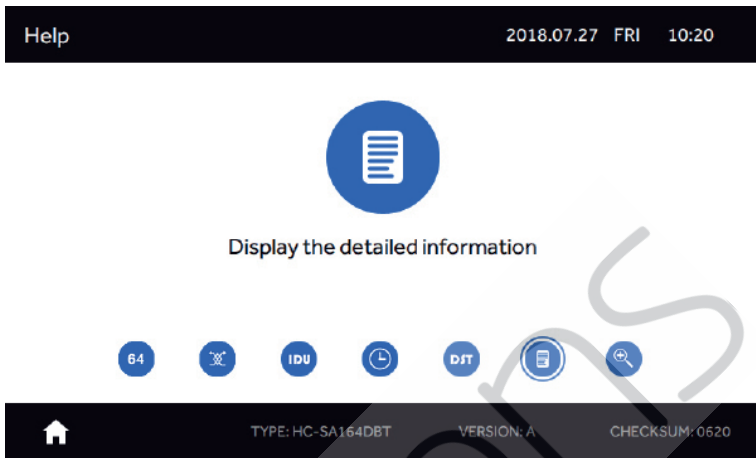 Help 2018.07.27 FRI 10:20
Display the detailed information
64 IDU DST
TYPE: HC-SA164DBT VERSION: A CHECKSUM: 0620